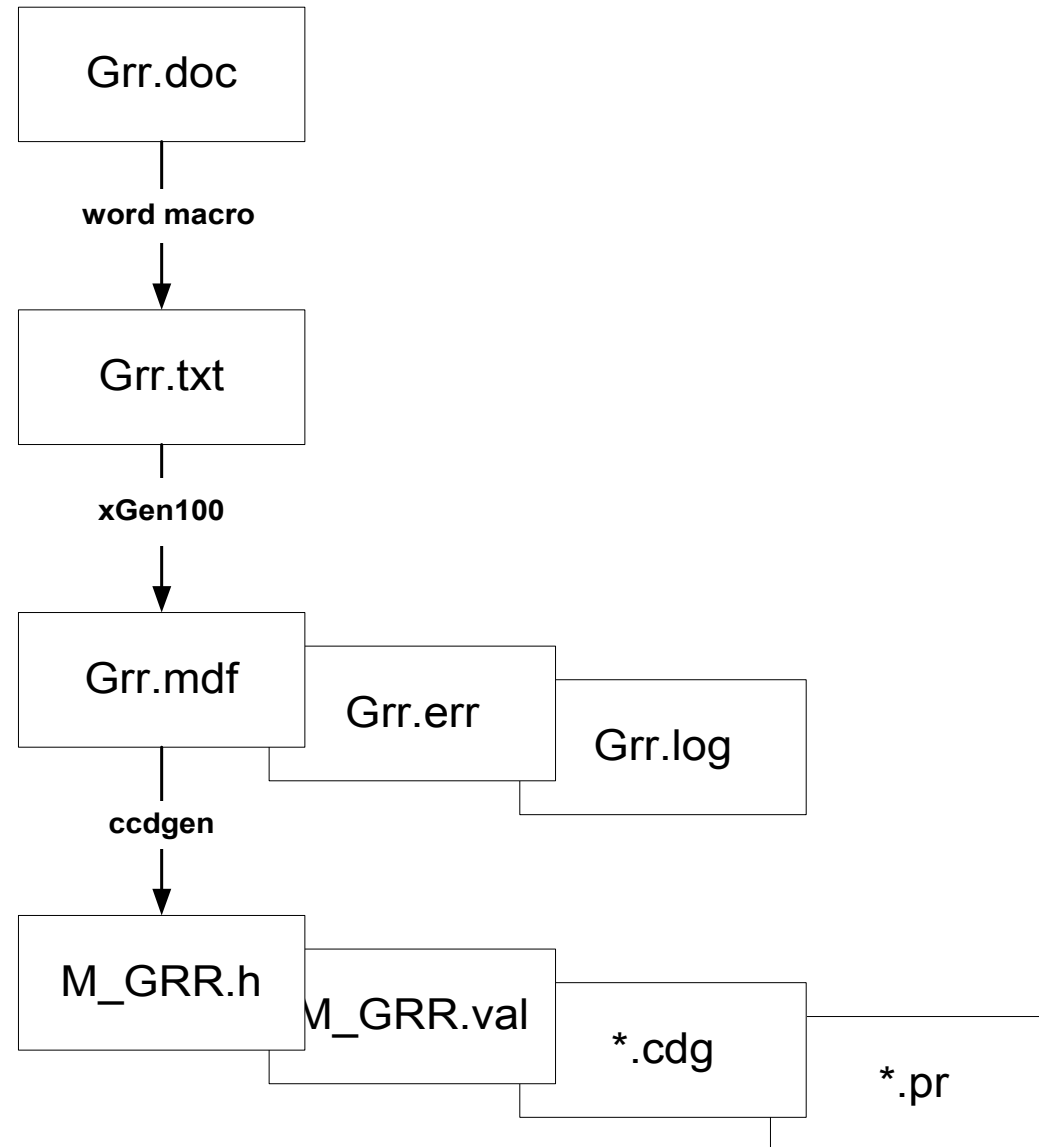 Grr.doc
word macro
Grr.txt
xGen100
Grr.mdf
Grr.err
Grr.log
ccdgen
M_GRR.h
M_GRR.val
*.cdg
*.pr